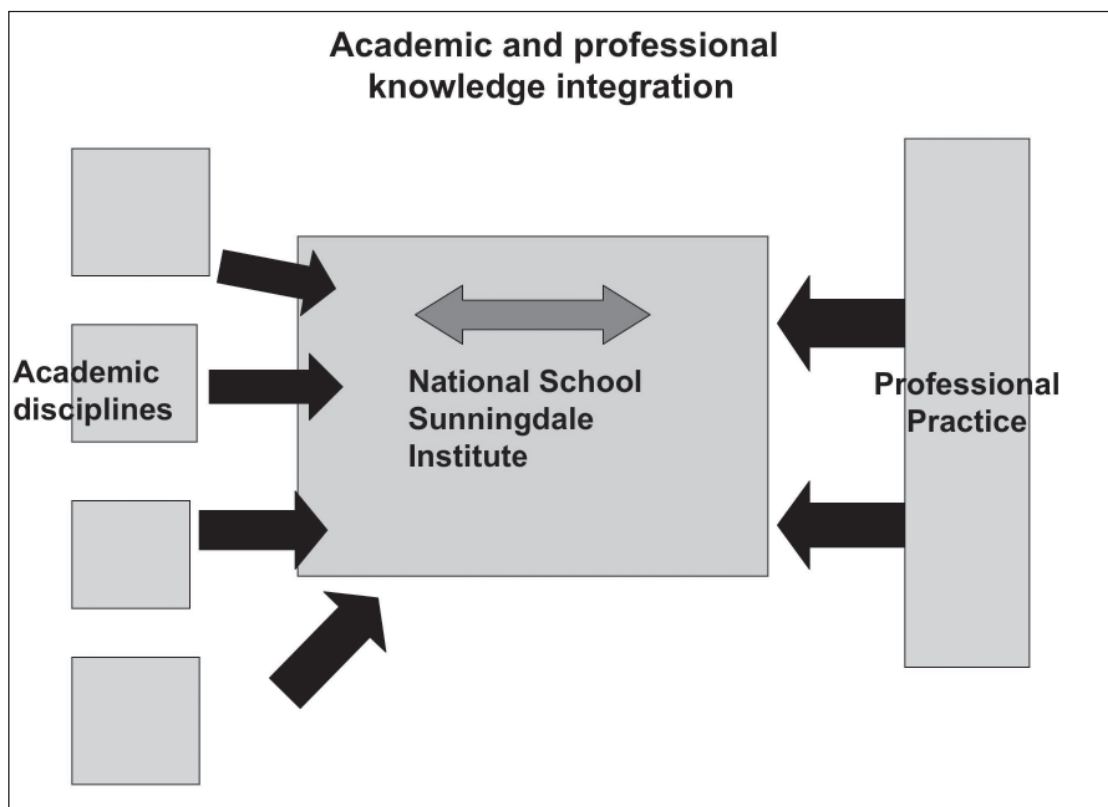 Academic and professional
knowledge integration
Academic
disciplines
National School
Sunningdale
Institute
Professional
Practice